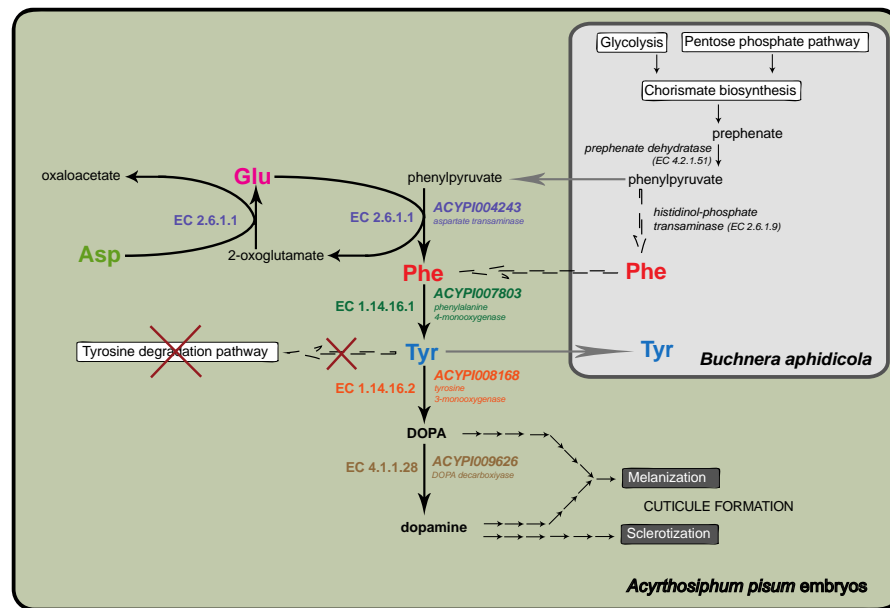 Glycolysis
Pentose phosphate pathway
Chorismate biosynthesis
prephenate
prephenate dehydratase
(EC 4.2.1.51)
oxaloacetate
Glu
phenylpyruvate
phenylpyruvate
EC 2.6.1.1
EC 2.6.1.1
ACYPI004243
aspartate transaminase
histidinol-phosphate
transaminase (EC 2.6.1.9)
Asp
2-oxoglutamate
Phe
Phe
EC 1.14.16.1
ACYPI007803
phenylalanine
4-monooxygenase
Tyrosine degradation pathway
Tyr
Tyr
Buchnera aphidicola
EC 1.14.16.2
ACYPI008168
tyrosine
3-monooxygenase
DOPA
EC 4.1.1.28
ACYPI009626
DOPA decarboxiyase
Melanization
CUTICULE FORMATION
dopamine
Sclerotization
Acyrthosiphum pisum embryos